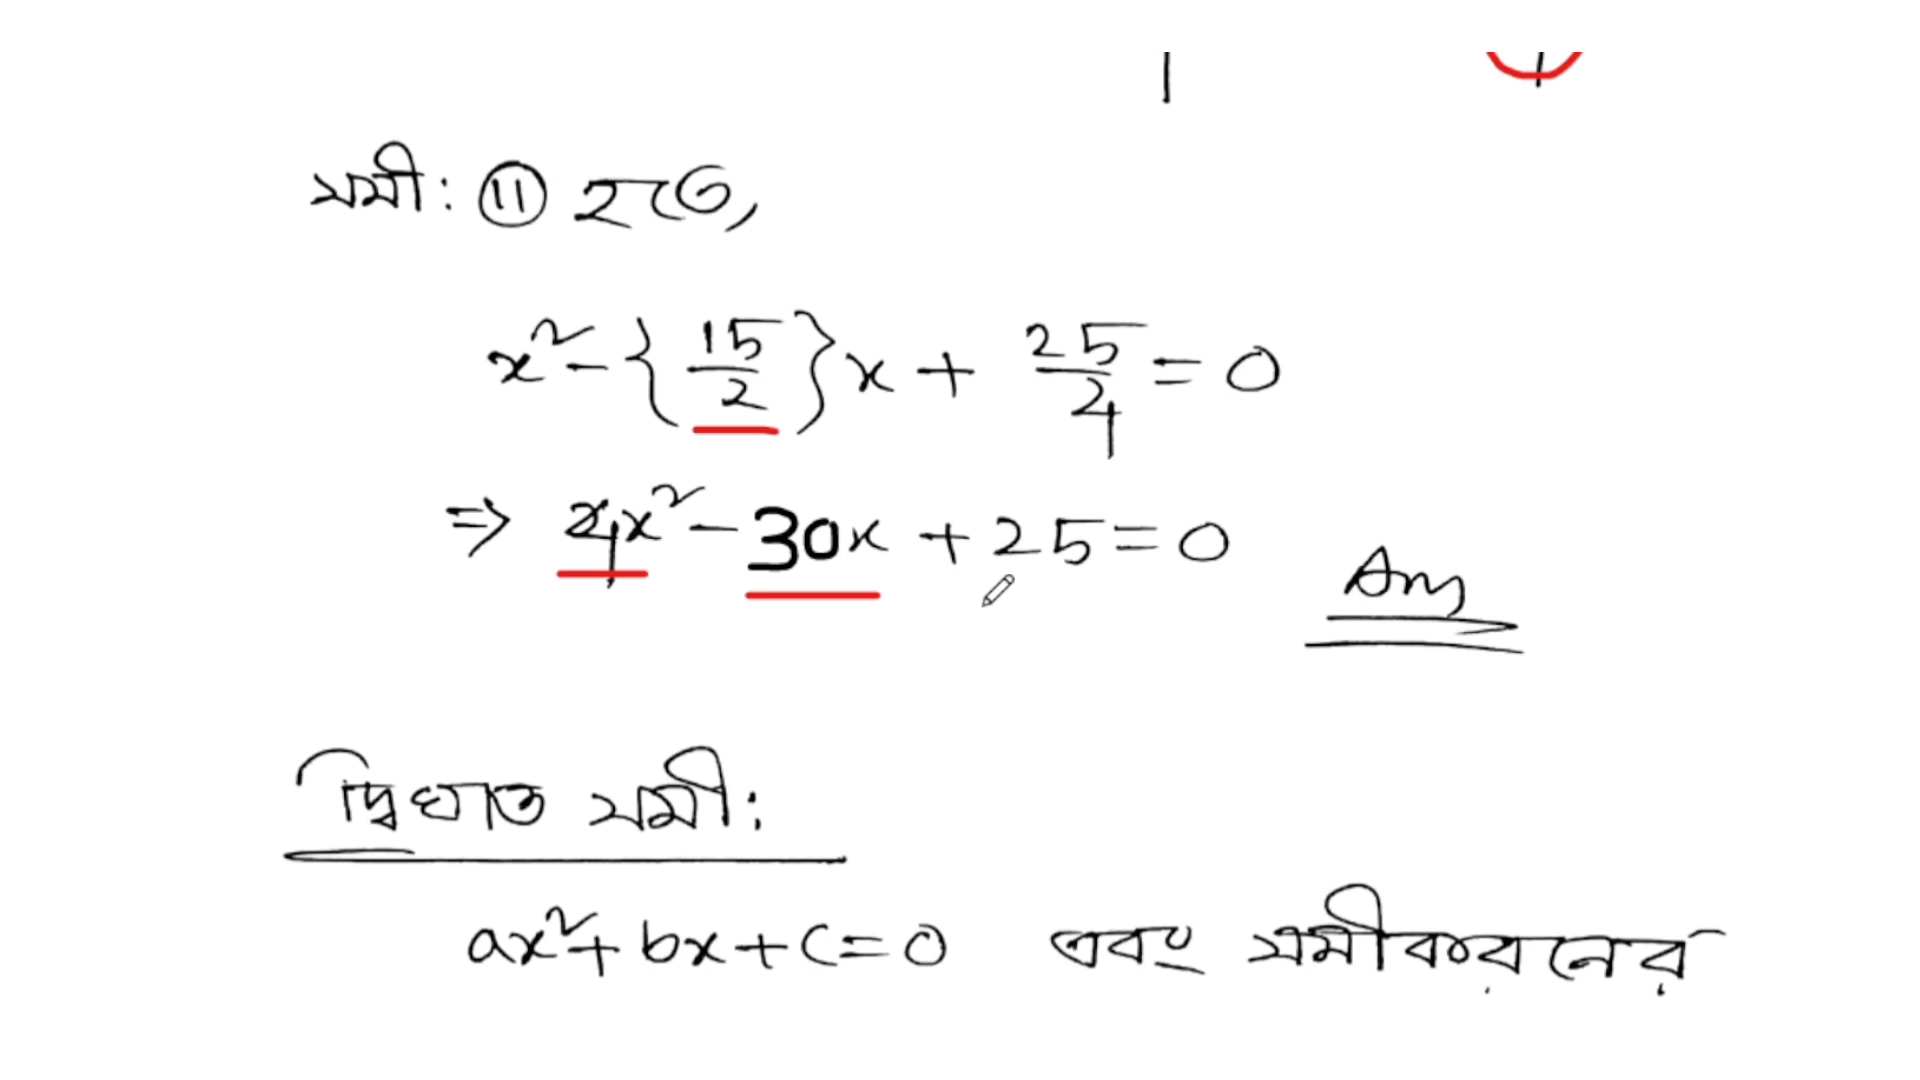 সমী: ⑪ হতে,
x² - {15/2}x + 25/4 = 0
⇒ 4x² - 30x + 25 = 0
Ans
দ্বিঘাত সমী:
ax² + bx + c = 0 এবং সমীকরনের